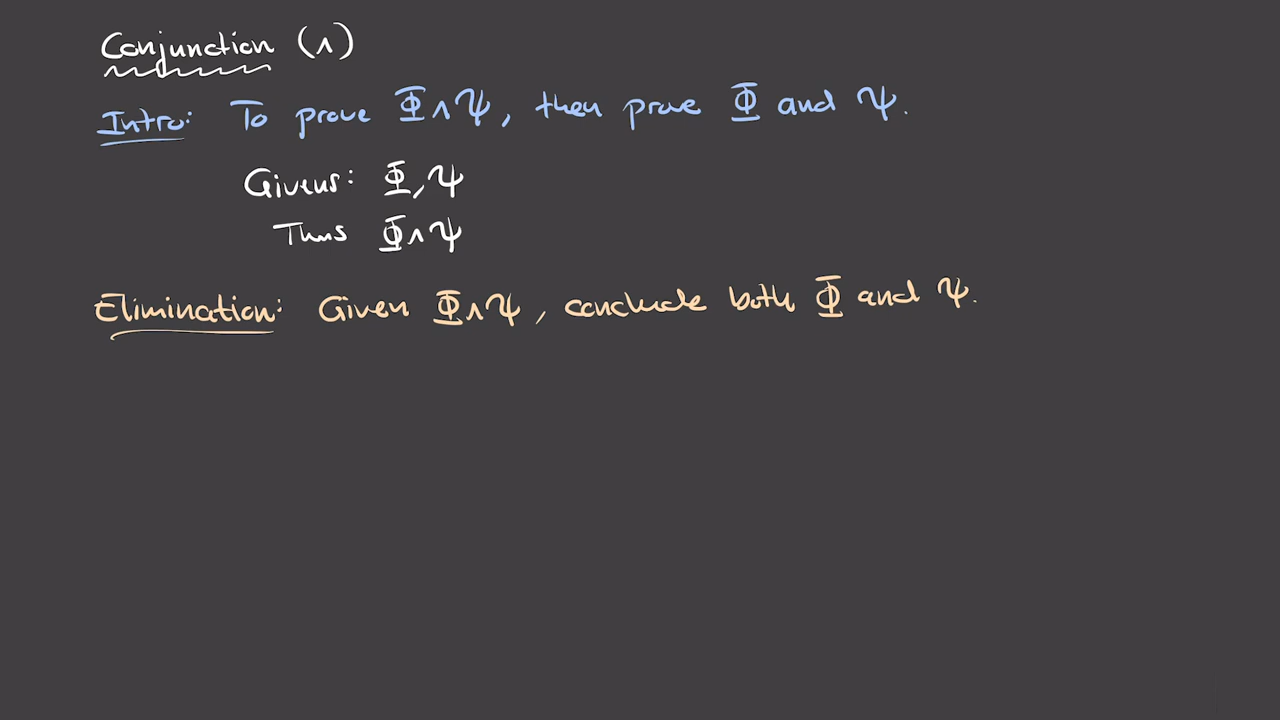 Conjunction (∧)
Intro: To prove Φ∧Ψ, then prove Φ and Ψ.
Givens: Φ, Ψ
Thus Φ∧Ψ
Elimination: Given Φ∧Ψ, conclude both Φ and Ψ.